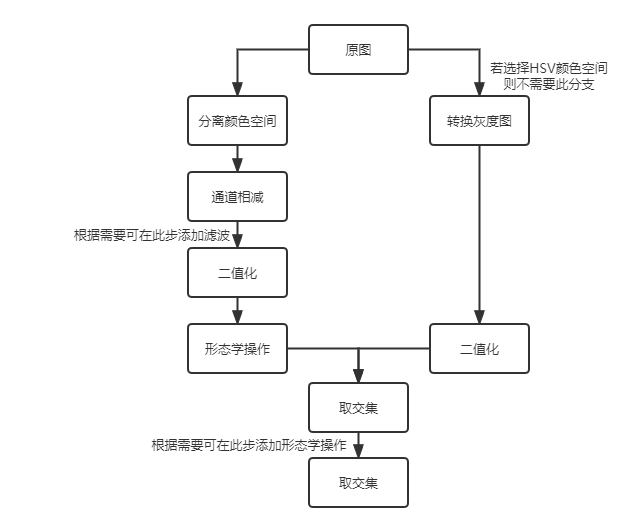 原图
若选择HSV颜色空间
则不需要此分支
分离颜色空间
转换灰度图
通道相减
根据需要可在此步添加滤波
二值化
形态学操作
二值化
取交集
根据需要可在此步添加形态学操作
取交集